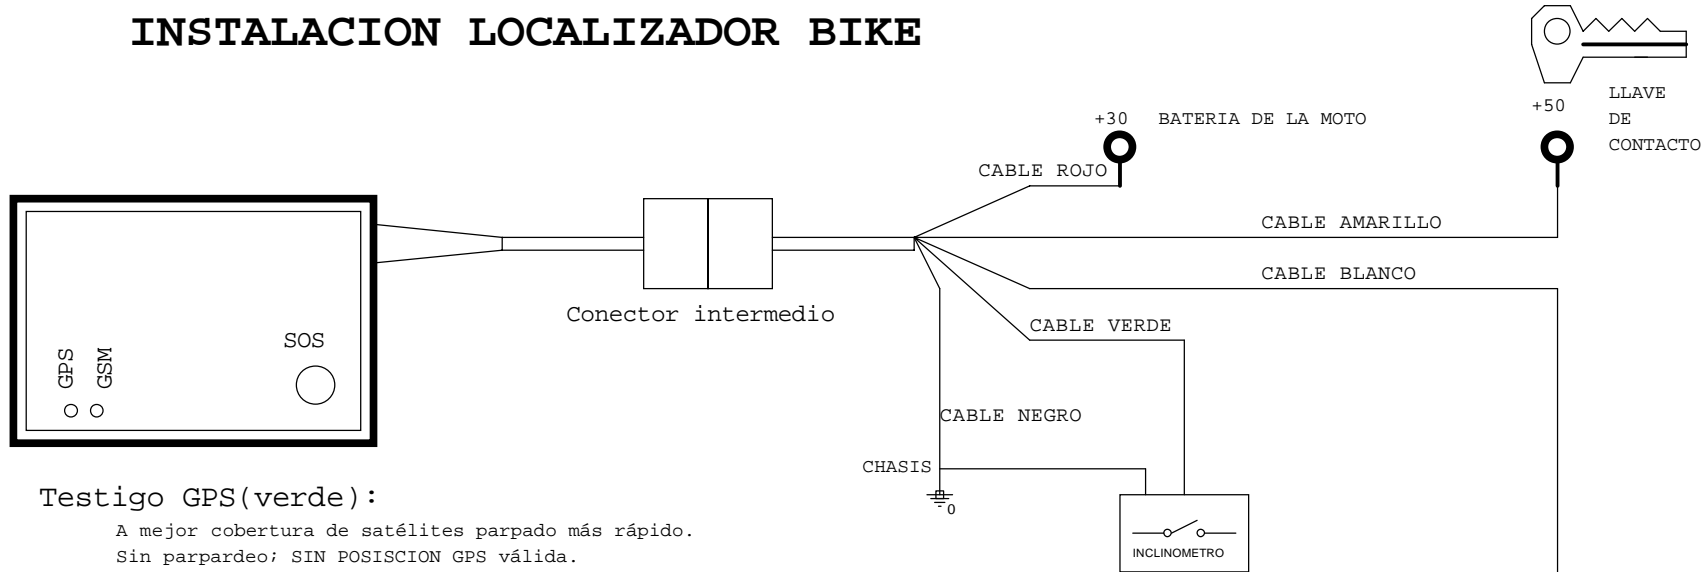 INSTALACION LOCALIZADOR BIKE
+50
LLAVE
DE
CONTACTO
+30 BATERIA DE LA MOTO
CABLE ROJO
CABLE AMARILLO
CABLE BLANCO
Conector intermedio
CABLE VERDE
GPS
GSM
SOS
CABLE NEGRO
CHASIS
0
INCLINOMETRO
Testigo GPS(verde):
A mejor cobertura de satélites parpado más rápido.
Sin parpardeo; SIN POSISCION GPS válida.